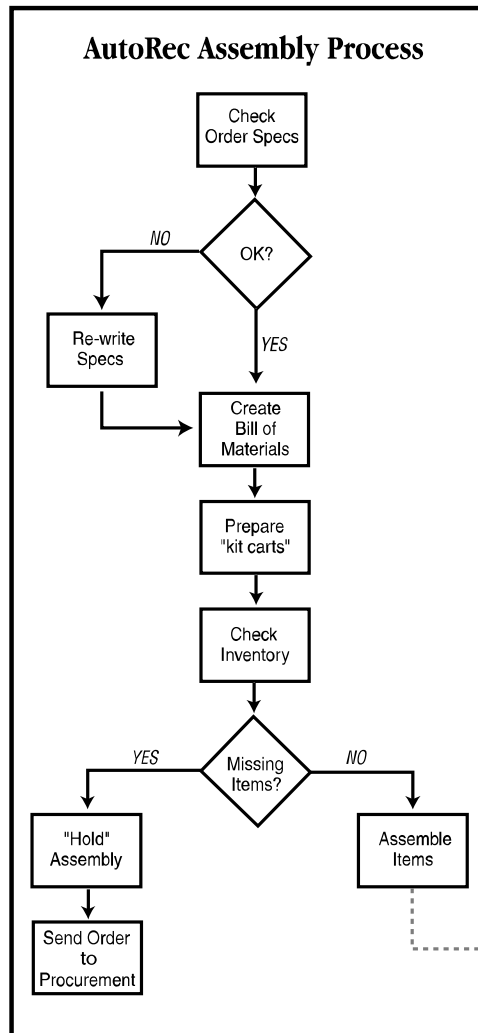 AutoRec Assembly Process
Check
Order Specs
OK?
NO
YES
Re-write
Specs
Create
Bill of
Materials
Prepare
"kit carts"
Check
Inventory
Missing
Items?
YES
NO
"Hold"
Assembly
Assemble
Items
Send Order
to
Procurement